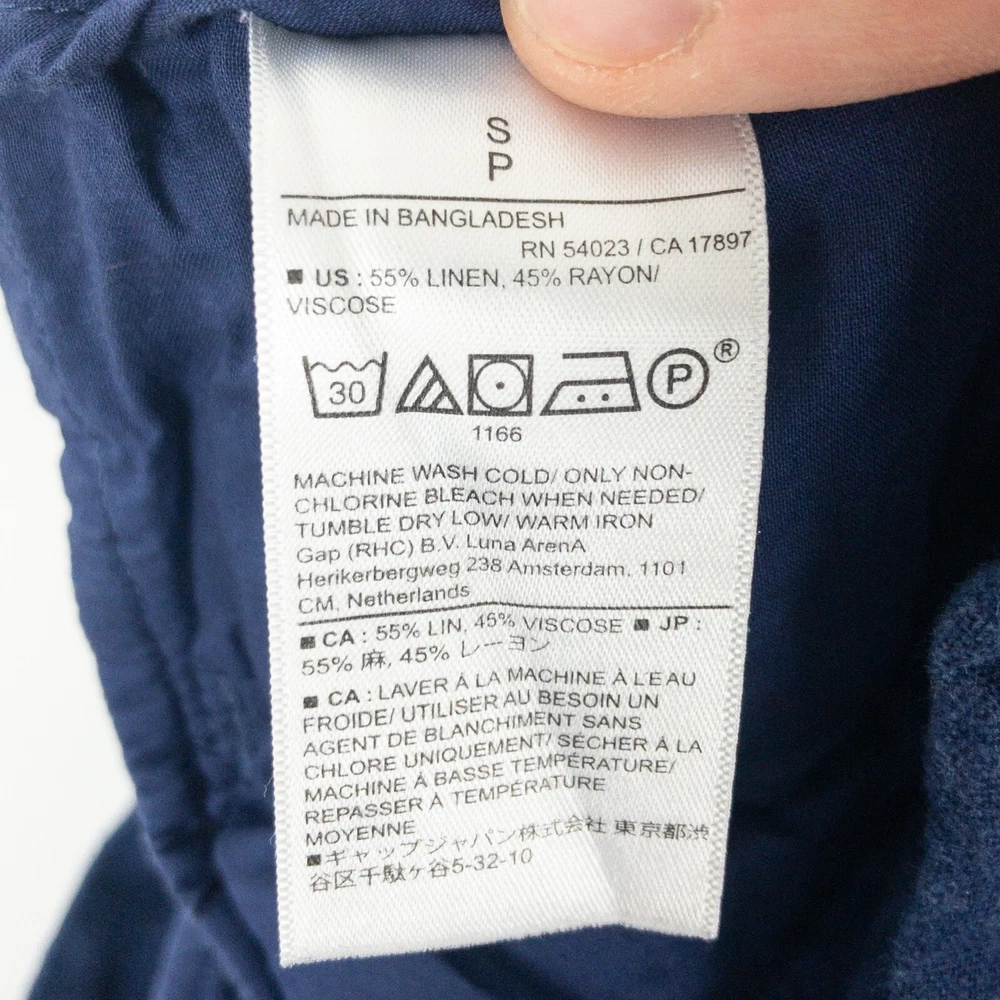 S
P
MADE IN BANGLADESH
RN 54023 / CA 17897
US : 55% LINEN, 45% RAYON/
VISCOSE
30 P ®
1166
MACHINE WASH COLD/ ONLY NON-
CHLORINE BLEACH WHEN NEEDED/
TUMBLE DRY LOW/ WARM IRON
Gap (RHC) B.V. Luna ArenA
Herikerbergweg 238 Amsterdam, 1101
CM, Netherlands
CA : 55% LIN, 45% VISCOSE ■ JP :
55% 麻, 45% レーヨン
CA : LAVER À LA MACHINE À L'EAU
FROIDE/ UTILISER AU BESOIN UN
AGENT DE BLANCHIMENT SANS
CHLORE UNIQUEMENT/ SÉCHER À LA
MACHINE À BASSE TEMPÉRATURE/
REPASSER À TEMPÉRATURE
MOYENNE
■ギャップジャパン株式会社 東京都渋
谷区千駄ヶ谷5-32-10